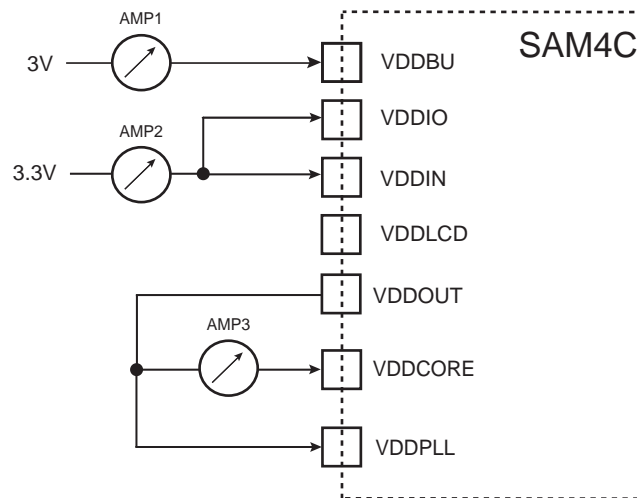 AMP1
SAM4C
3V
VDDBU
VDDIO
AMP2
3.3V
VDDIN
VDDLCD
VDDOUT
AMP3
VDDCORE
VDDPLL